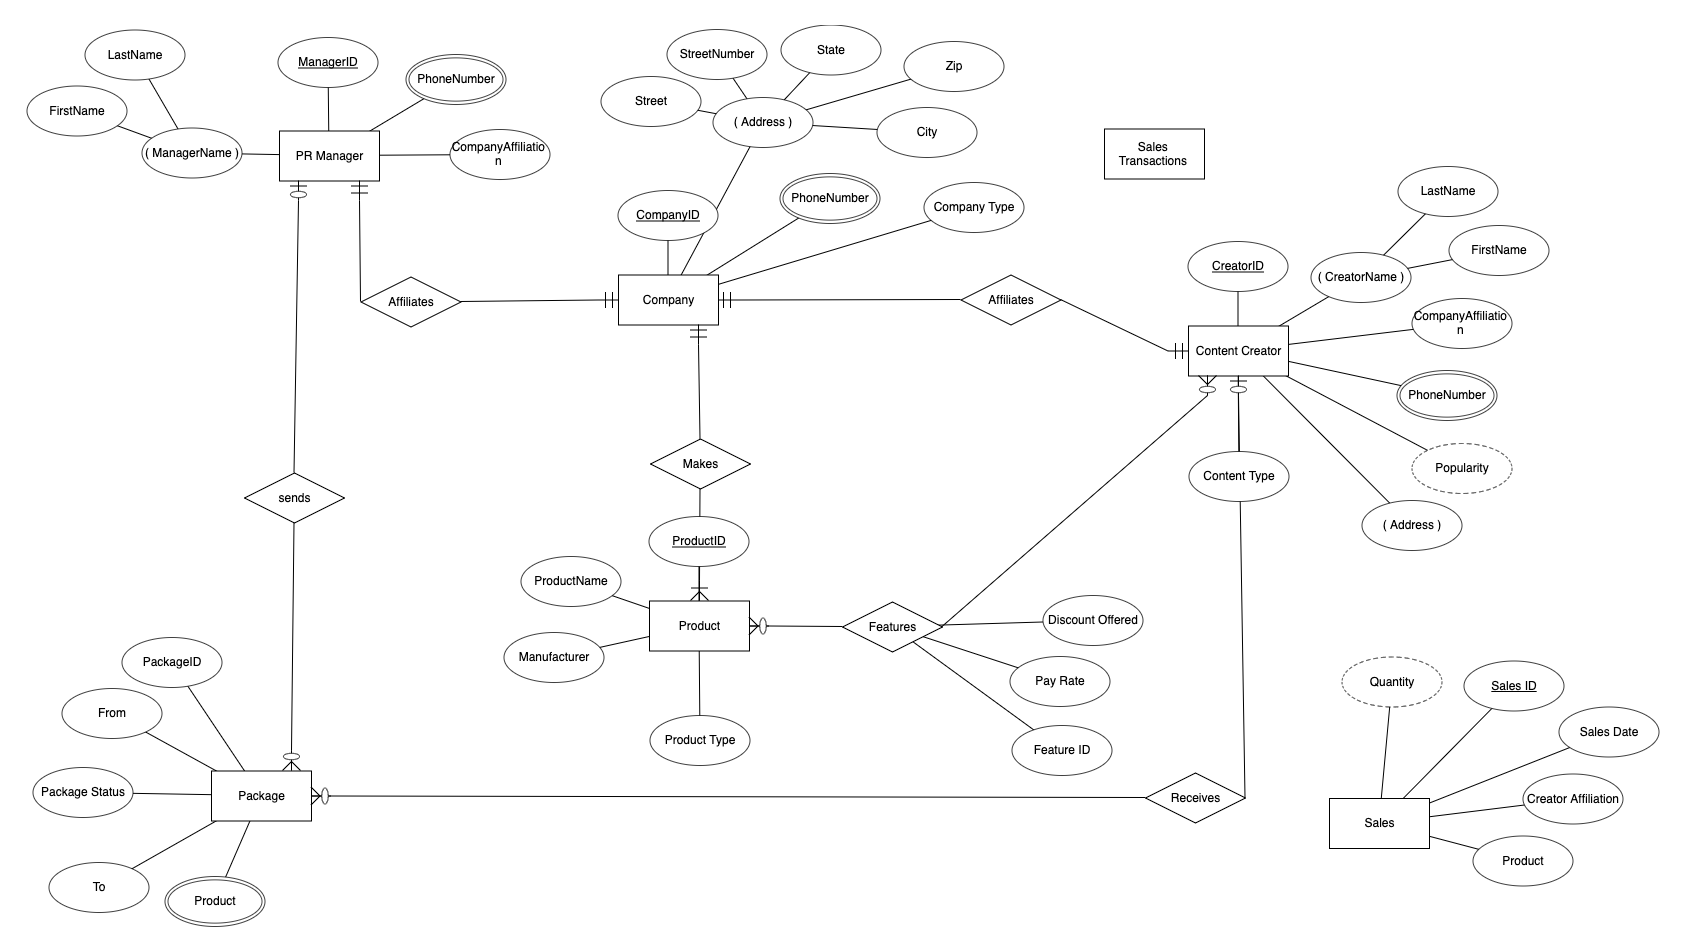 LastName
ManagerID
PhoneNumber
FirstName
( ManagerName )
PR Manager
CompanyAffiliatio
n
StreetNumber
State
Zip
Street
( Address )
City
Sales
Transactions
CompanyID
PhoneNumber
Company Type
LastName
CreatorID
FirstName
( CreatorName )
Affiliates
Company
Affiliates
CompanyAffiliatio
n
Content Creator
PhoneNumber
Makes
Content Type
Popularity
sends
( Address )
ProductID
ProductName
Product
Features
Discount Offered
Manufacturer
Pay Rate
Product Type
Feature ID
PackageID
From
Package Status
Package
Receives
To
Product
Quantity
Sales ID
Sales Date
Creator Affiliation
Sales
Product